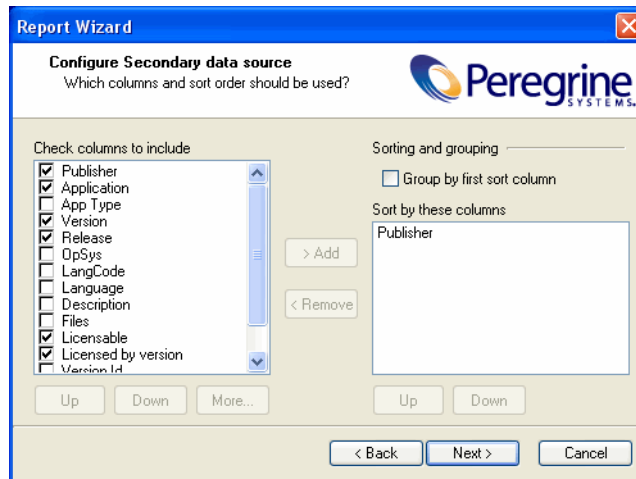 Report Wizard
Configure Secondary data source
Which columns and sort order should be used?
Peregrine
SYSTEMS
Check columns to include
Publisher
Application
App Type
Version
Release
OpSys
LangCode
Language
Description
Files
Licensable
Licensed by version
Version Id
> Add
< Remove
Sorting and grouping
Group by first sort column
Sort by these columns
Publisher
Up
Down
More...
Up
Down
< Back
Next >
Cancel